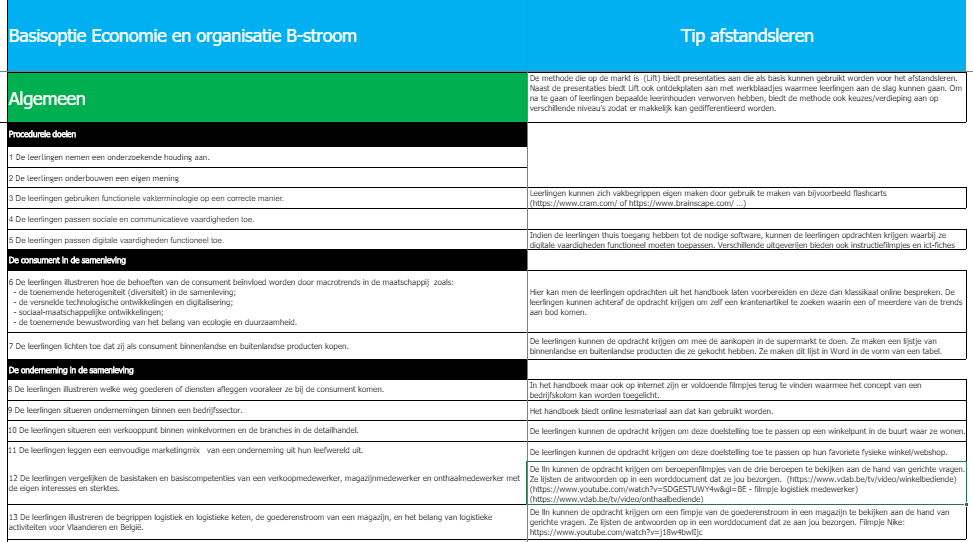 Basisoptie Economie en organisatie B-stroom
Tip afstandsleren
Algemeen
De methode die op de markt is (Lift) biedt presentaties aan die als basis kunnen gebruikt worden voor het afstandsleren.
Naast de presentaties biedt Lift ook ontdekplaten aan met werkblaadjes waarmee leerlingen aan de slag kunnen gaan. Om
na te gaan of leerlingen bepaalde leerinhouden verworven hebben, biedt de methode ook keuzes/verdieping aan op
verschillende niveau's zodat er makkelijk kan gedifferentieerd worden.
Procedurele doelen
1 De leerlingen nemen een onderzoekende houding aan.
2 De leerlingen onderbouwen een eigen mening
3 De leerlingen gebruiken functionele vakterminologie op een correcte manier.
Leerlingen kunnen zich vakbegrippen eigen maken door gebruik te maken van bijvoorbeeld flashcarts
(https://www.cram.com/ of https://www.brainscape.com/ ...)
4 De leerlingen passen sociale en communicatieve vaardigheden toe.
5 De leerlingen passen digitale vaardigheden functioneel toe.
Indien de leerlingen thuis toegang hebben tot de nodige software, kunnen de leerlingen opdrachten krijgen waarbij ze
digitale vaardigheden functioneel moeten toepassen. Verschillende uitgeverijen bieden ook instructiefilmpjes en ict-fiches
De consument in de samenleving
6 De leerlingen illustreren hoe de behoeften van de consument beïnvloed worden door macrotrends in de maatschappij zoals:
- de toenemende heterogeniteit (diversiteit) in de samenleving;
- de versnelde technologische ontwikkelingen en digitalisering;
- sociaal-maatschappelijke ontwikkelingen;
- de toenemende bewustwording van het belang van ecologie en duurzaamheid.
Hier kan men de leerlingen opdrachten uit het handboek laten voorbereiden en deze dan klassikaal online bespreken. De
leerlingen kunnen achteraf de opdracht krijgen om zelf een krantenartikel te zoeken waarin een of meerdere van de trends
aan bod komen.
7 De leerlingen lichten toe dat zij als consument binnenlandse en buitenlandse producten kopen.
De leerlingen kunnen de opdracht krijgen om mee de aankopen in de supermarkt te doen. Ze maken een lijstje van
binnenlandse en buitenlandse producten die ze gekocht hebben. Ze maken dit lijst in Word in de vorm van een tabel.
De onderneming in de samenleving
8 De leerlingen illustreren welke weg goederen of diensten afleggen vooraleer ze bij de consument komen.
In het handboek maar ook op internet zijn er voldoende filmpjes terug te vinden waarmee het concept van een
bedrijfskolom kan worden toegelicht.
9 De leerlingen situeren ondernemingen binnen een bedrijfssector.
Het handboek biedt online lesmateriaal aan dat kan gebruikt worden.
10 De leerlingen situeren een verkooppunt binnen winkelvormen en de branches in de detailhandel.
De leerlingen kunnen de opdracht krijgen om deze doelstelling toe te passen op een winkelpunt in de buurt waar ze wonen.
11 De leerlingen leggen een eenvoudige marketingmix van een onderneming uit hun leefwereld uit.
De leerlingen kunnen de opdracht krijgen om deze doelstelling toe te passen op hun favoriete fysieke winkel/webshop.
12 De leerlingen vergelijken de basistaken en basiscompetenties van een verkoopmedewerker, magazijnmedewerker en onthaalmedewerker met
de eigen interesses en sterktes.
De lln kunnen de opdracht krijgen om beroepenfilmpjes van de drie beroepen te bekijken aan de hand van gerichte vragen.
Ze lijsten de antwoorden op in een worddocument dat ze jou bezorgen. (https://www.vdab.be/tv/video/winkelbediende)
(https://www.youtube.com/watch?v=SDGESTUWY4w&gl=BE - filmpje logistiek medewerker)
(https://www.vdab.be/tv/video/onthaalbediende)
13 De leerlingen illustreren de begrippen logistiek en logistieke keten, de goederenstroom van een magazijn, en het belang van logistieke
activiteiten voor Vlaanderen en België.
De lln kunnen de opdracht krijgen om een fimpje van de goederenstroom in een magazijn te bekijken aan de hand van
gerichte vragen. Ze lijsten de antwoorden op in een worddocument dat ze aan jou bezorgen. Filmpje Nike:
https://www.youtube.com/watch?v=j18w4bwlIjc